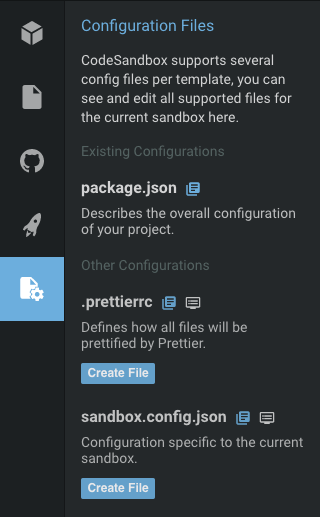 Configuration Files
CodeSandbox supports several
config files per template, you can
see and edit all supported files for
the current sandbox here.
Existing Configurations
package.json
Describes the overall configuration
of your project.
Other Configurations
.prettierrc
Defines how all files will be
prettified by Prettier.
Create File
sandbox.config.json
Configuration specific to the current
sandbox.
Create File